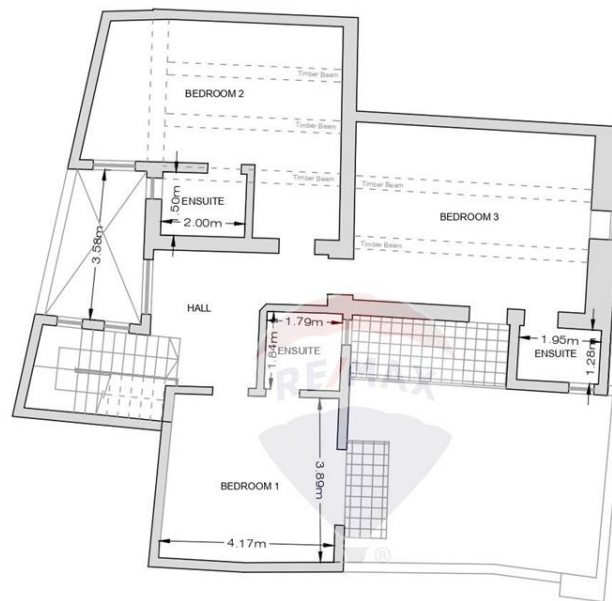 Timber Beam
BEDROOM 2
Timber Beam
Timber Beam
Timber Beam
ENSUITE
.50m
2.00m
BEDROOM 3
Timber Beam
3.58m
HALL
1.79m
1.84m
ENSUITE
1.95m
ENSUITE
1.28m
RE/MAX
BEDROOM 1
3.89m
4.17m
®